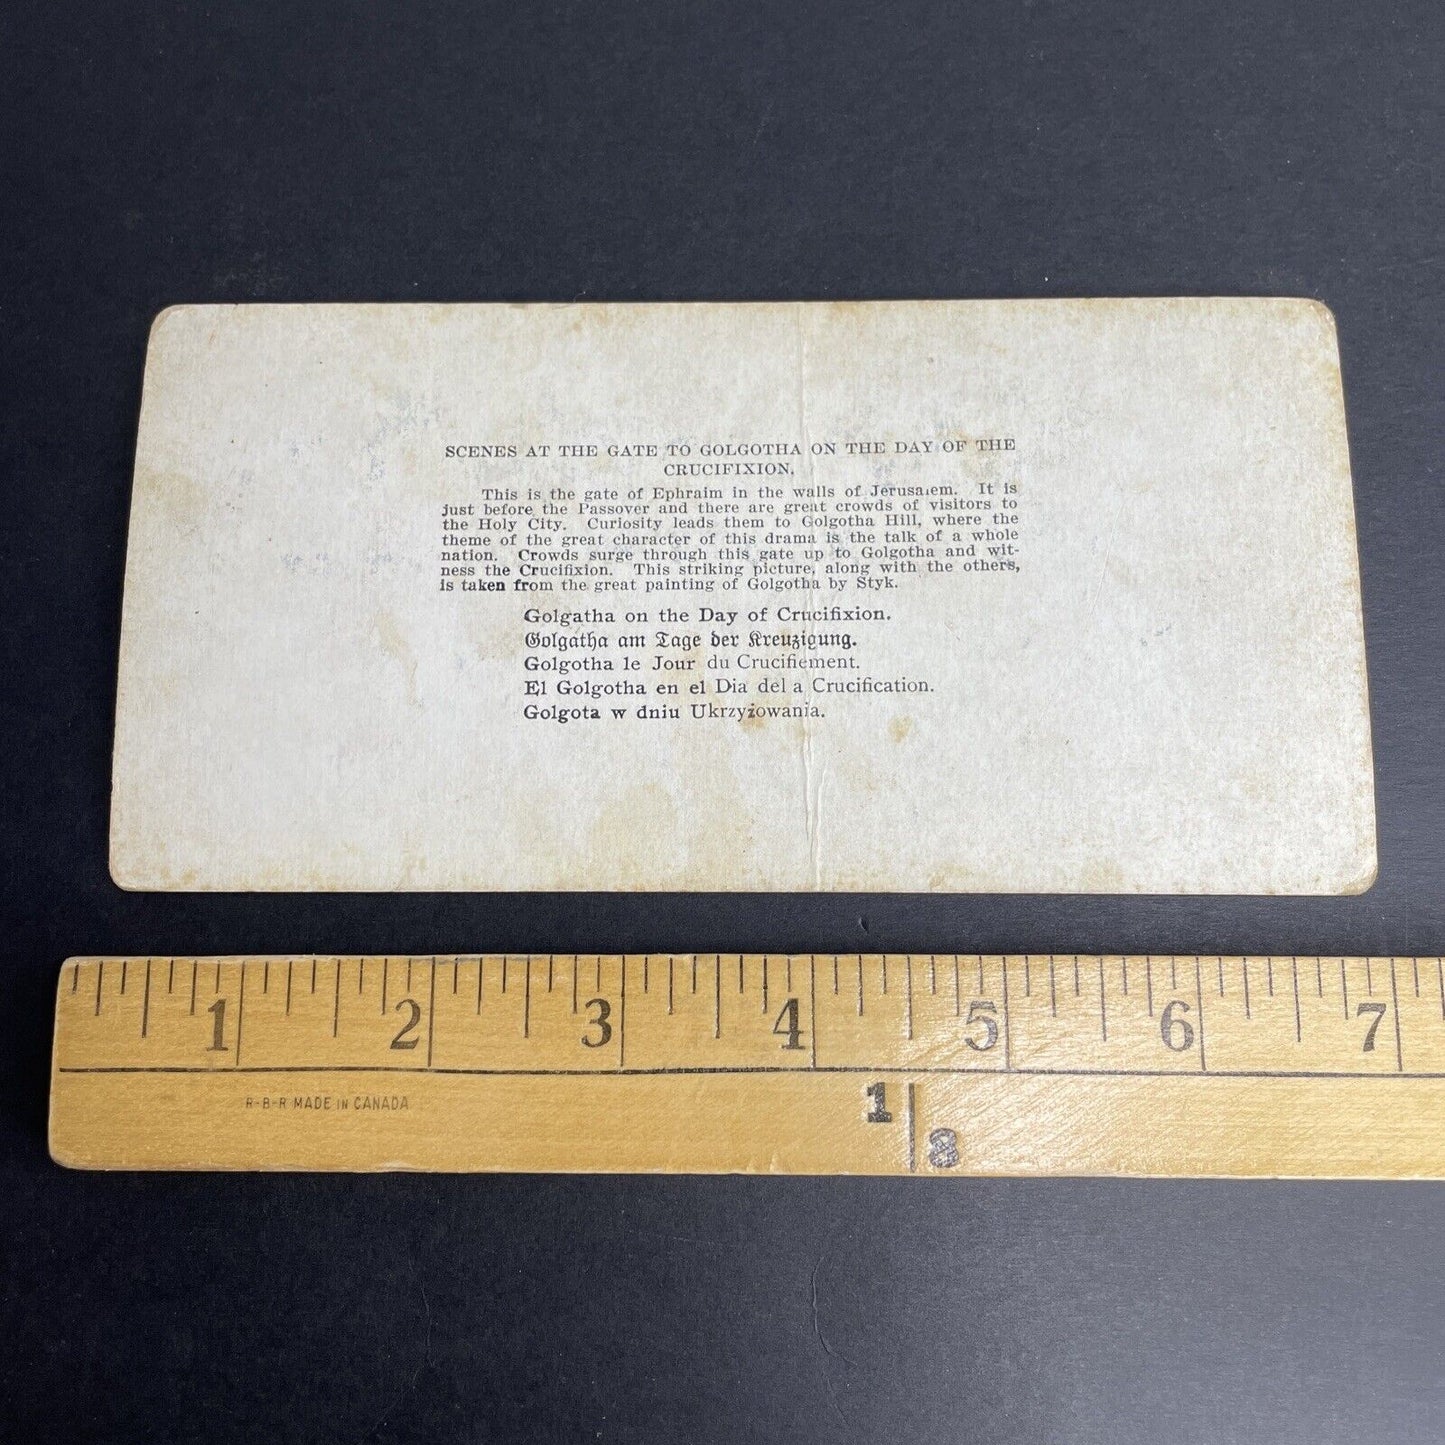 SCENES AT THE GATE TO GOLGOTHA ON THE DAY OF THE
CRUCIFIXION.
This is the gate of Ephraim in the walls of Jerusalem. It is
just before the Passover and there are great crowds of visitors to
the Holy City. Curiosity leads them to Golgotha Hill, where the
theme of the great character of this drama is the talk of a whole
nation. Crowds surge through this gate up to Golgotha and wit-
ness the Crucifixion. This striking picture, along with the others,
is taken from the great painting of Golgotha by Styk.
Golgatha on the Day of Crucifixion.
Golgatha am Tage der Kreuzigung.
Golgotha le Jour du Crucifiement.
El Golgotha en el Dia del a Crucification.
Golgota w dniu Ukrzyżowania.
1 2 3 4 5 6 7
R-B-R MADE IN CANADA
1
8